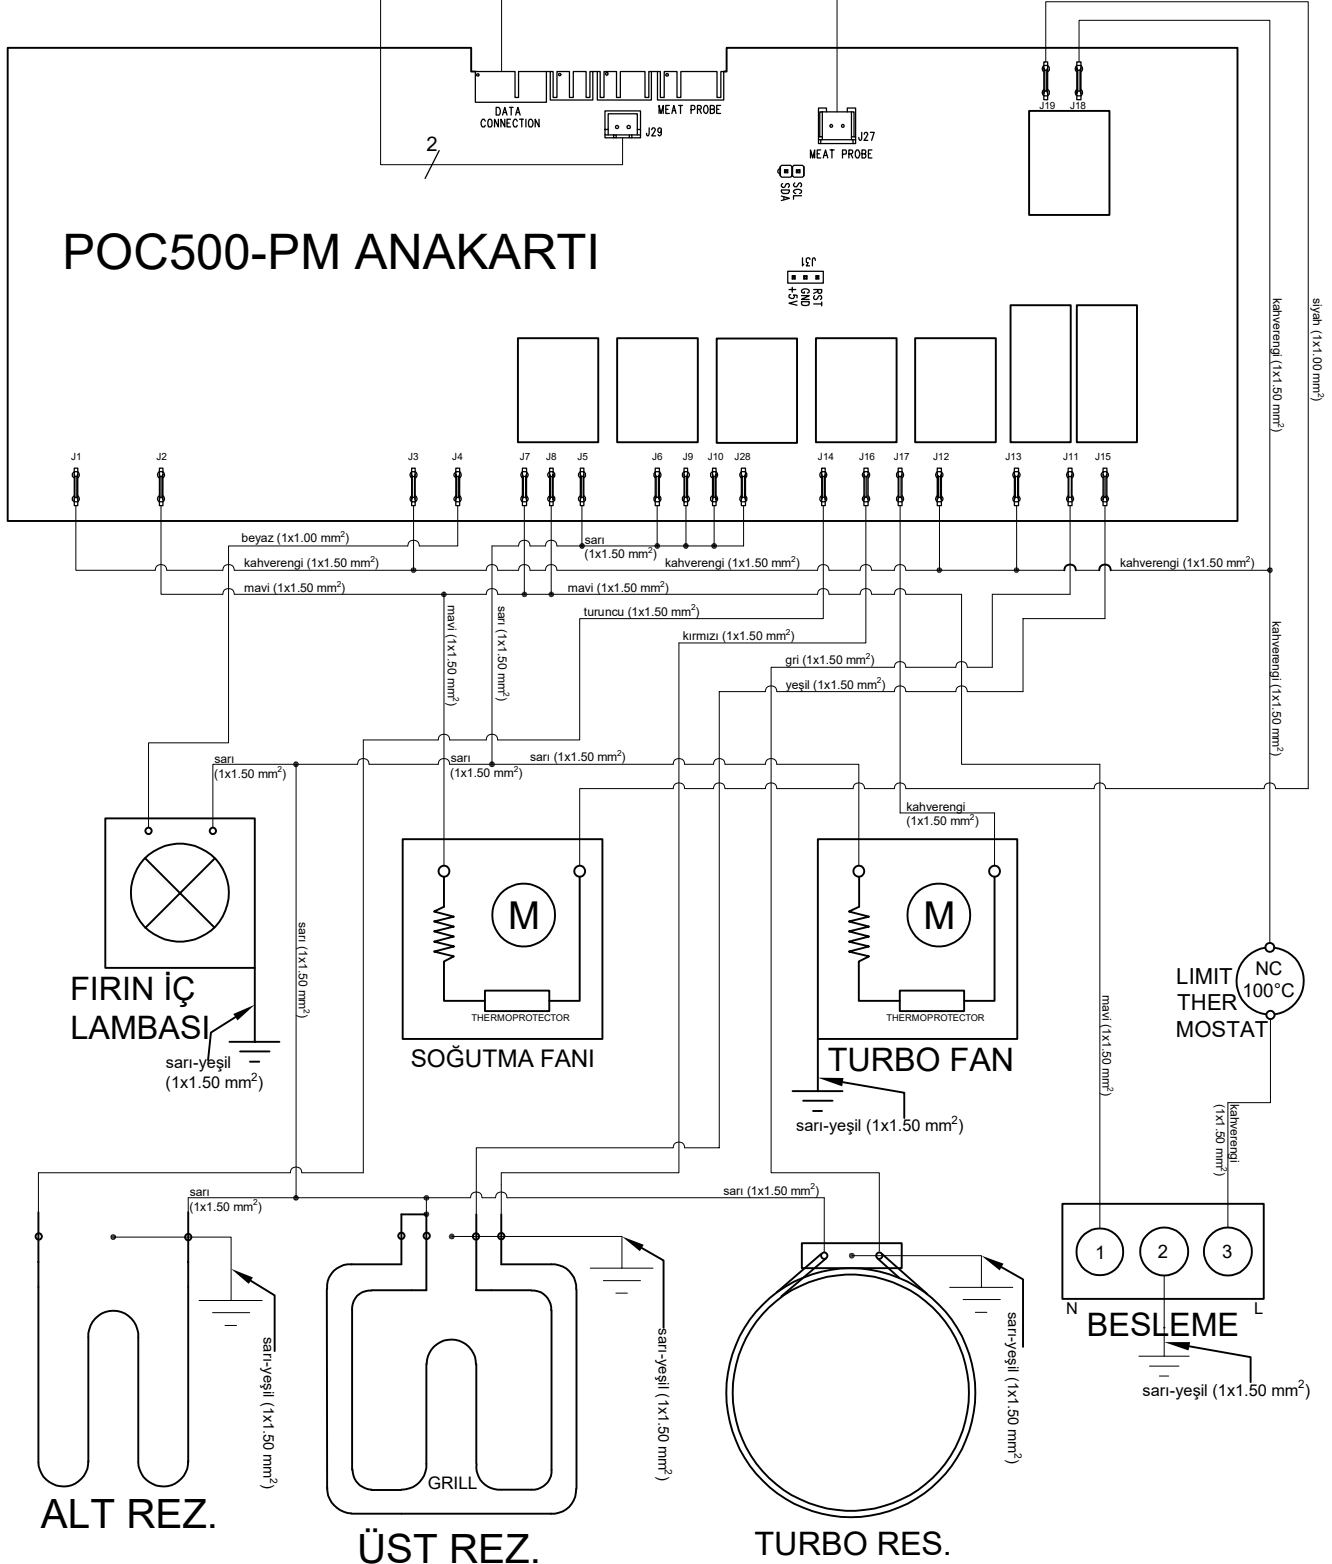 DATA
CONNECTION
MEAT PROBE
J29
2
J27
MEAT PROBE
J19
J18
SDA
SCL
POC500-PM ANAKARTI
J31
+5V
GND
RST
kahverengi (1x1.50 mm²)
siyah (1x1.00 mm²)
J1
J2
J3
J4
J7
J8
J5
J6
J9
J10
J28
J14
J16
J17
J12
J13
J11
J15
beyaz (1x1.00 mm²)
sarı
(1x1.50 mm²)
kahverengi (1x1.50 mm²)
kahverengi (1x1.50 mm²)
kahverengi (1x1.50 mm²)
mavi (1x1.50 mm²)
mavi (1x1.50 mm²)
mavi (1x1.50 mm²)
sarı (1x1.50 mm²)
turuncu (1x1.50 mm²)
kırmızı (1x1.50 mm²)
gri (1x1.50 mm²)
yeşil (1x1.50 mm²)
kahverengi (1x1.50 mm²)
sarı
(1x1.50 mm²)
sarı
(1x1.50 mm²)
sarı (1x1.50 mm²)
kahverengi
(1x1.50 mm²)
M
M
sarı (1x1.50 mm²)
FIRIN İÇ
LAMBASI
sarı-yeşil
(1x1.50 mm²)
THERMOPROTECTOR
SOĞUTMA FANI
THERMOPROTECTOR
TURBO FAN
sarı-yeşil (1x1.50 mm²)
mavi (1x1.50 mm²)
LIMIT
THER
MOSTAT
NC
100°C
kahverengi
(1x1.50 mm²)
sarı
(1x1.50 mm²)
sarı (1x1.50 mm²)
1
2
3
N
L
BESLEME
sarı-yeşil (1x1.50 mm²)
sarı-yeşil (1x1.50 mm²)
sarı-yeşil (1x1.50 mm²)
sarı-yeşil (1x1.50 mm²)
GRILL
ALT REZ.
ÜST REZ.
TURBO RES.